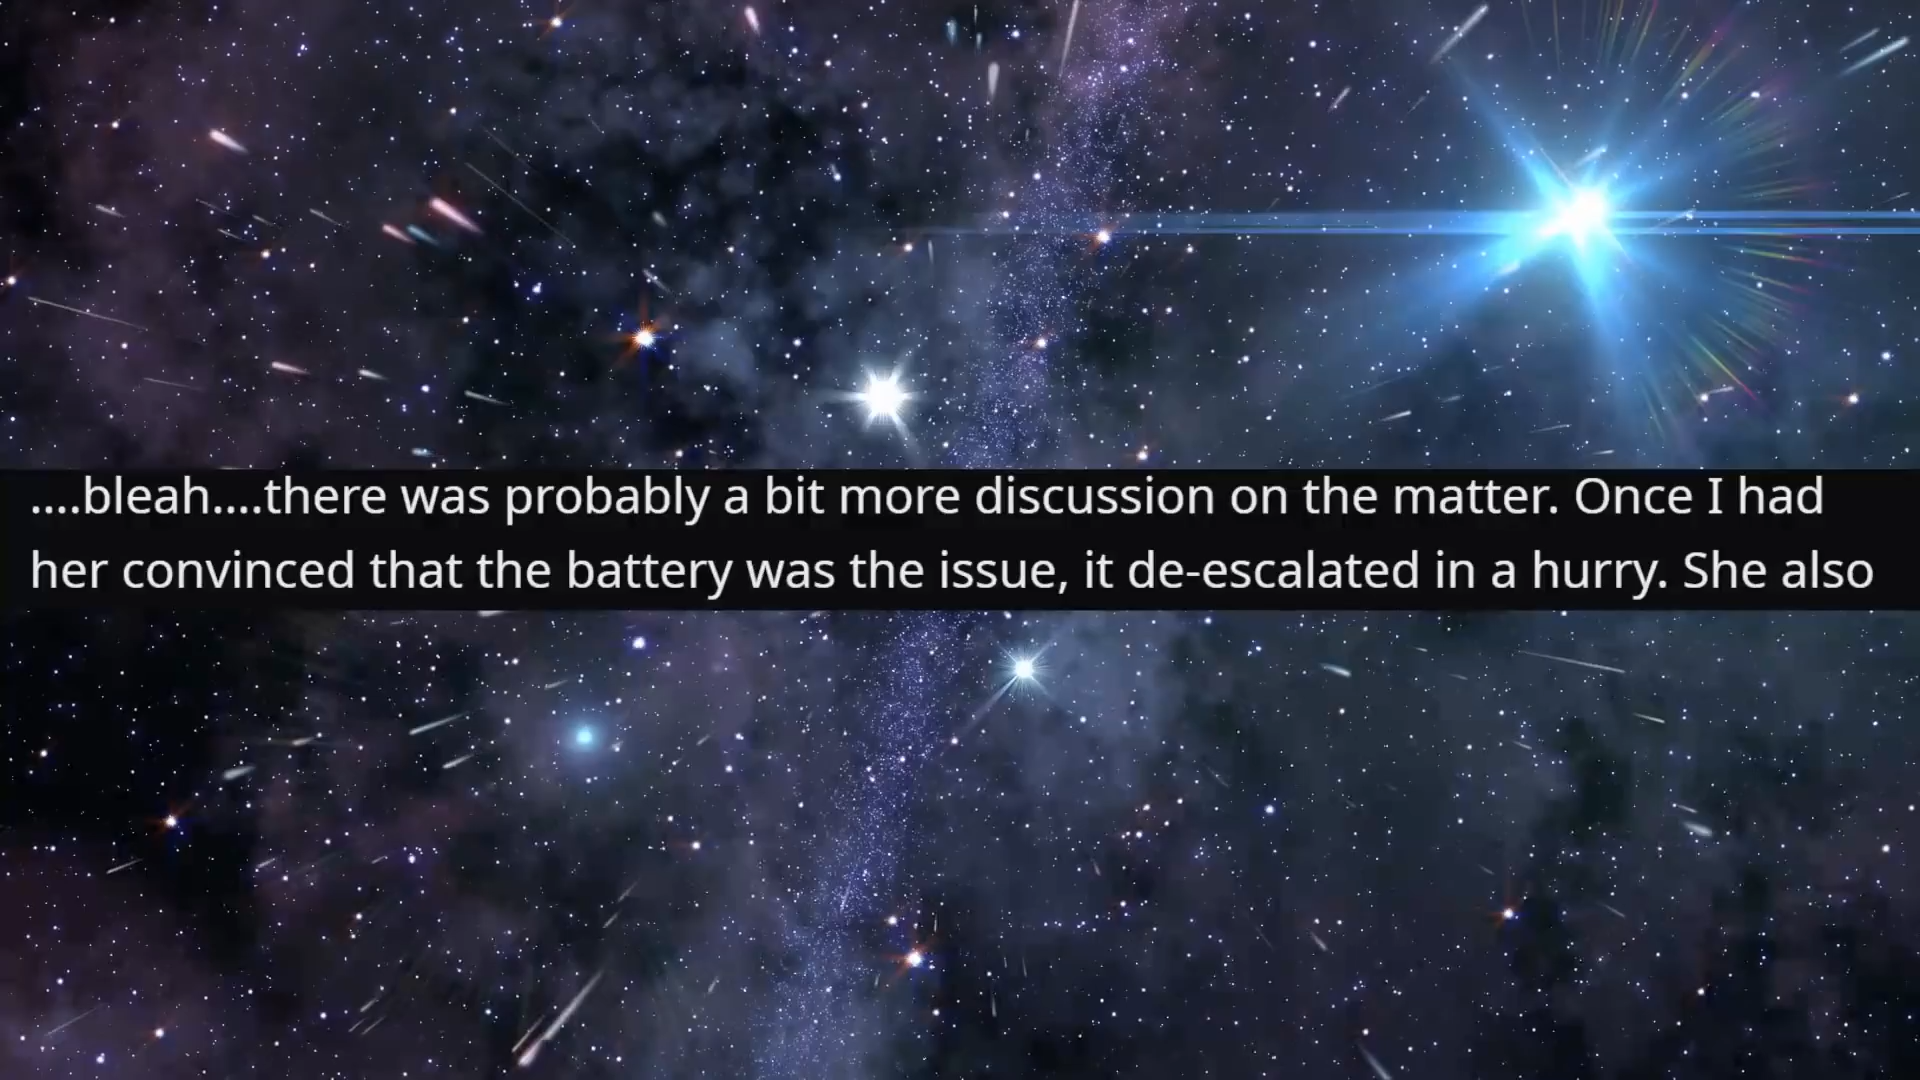 ....bleah....there was probably a bit more discussion on the matter. Once I had
her convinced that the battery was the issue, it de-escalated in a hurry. She also